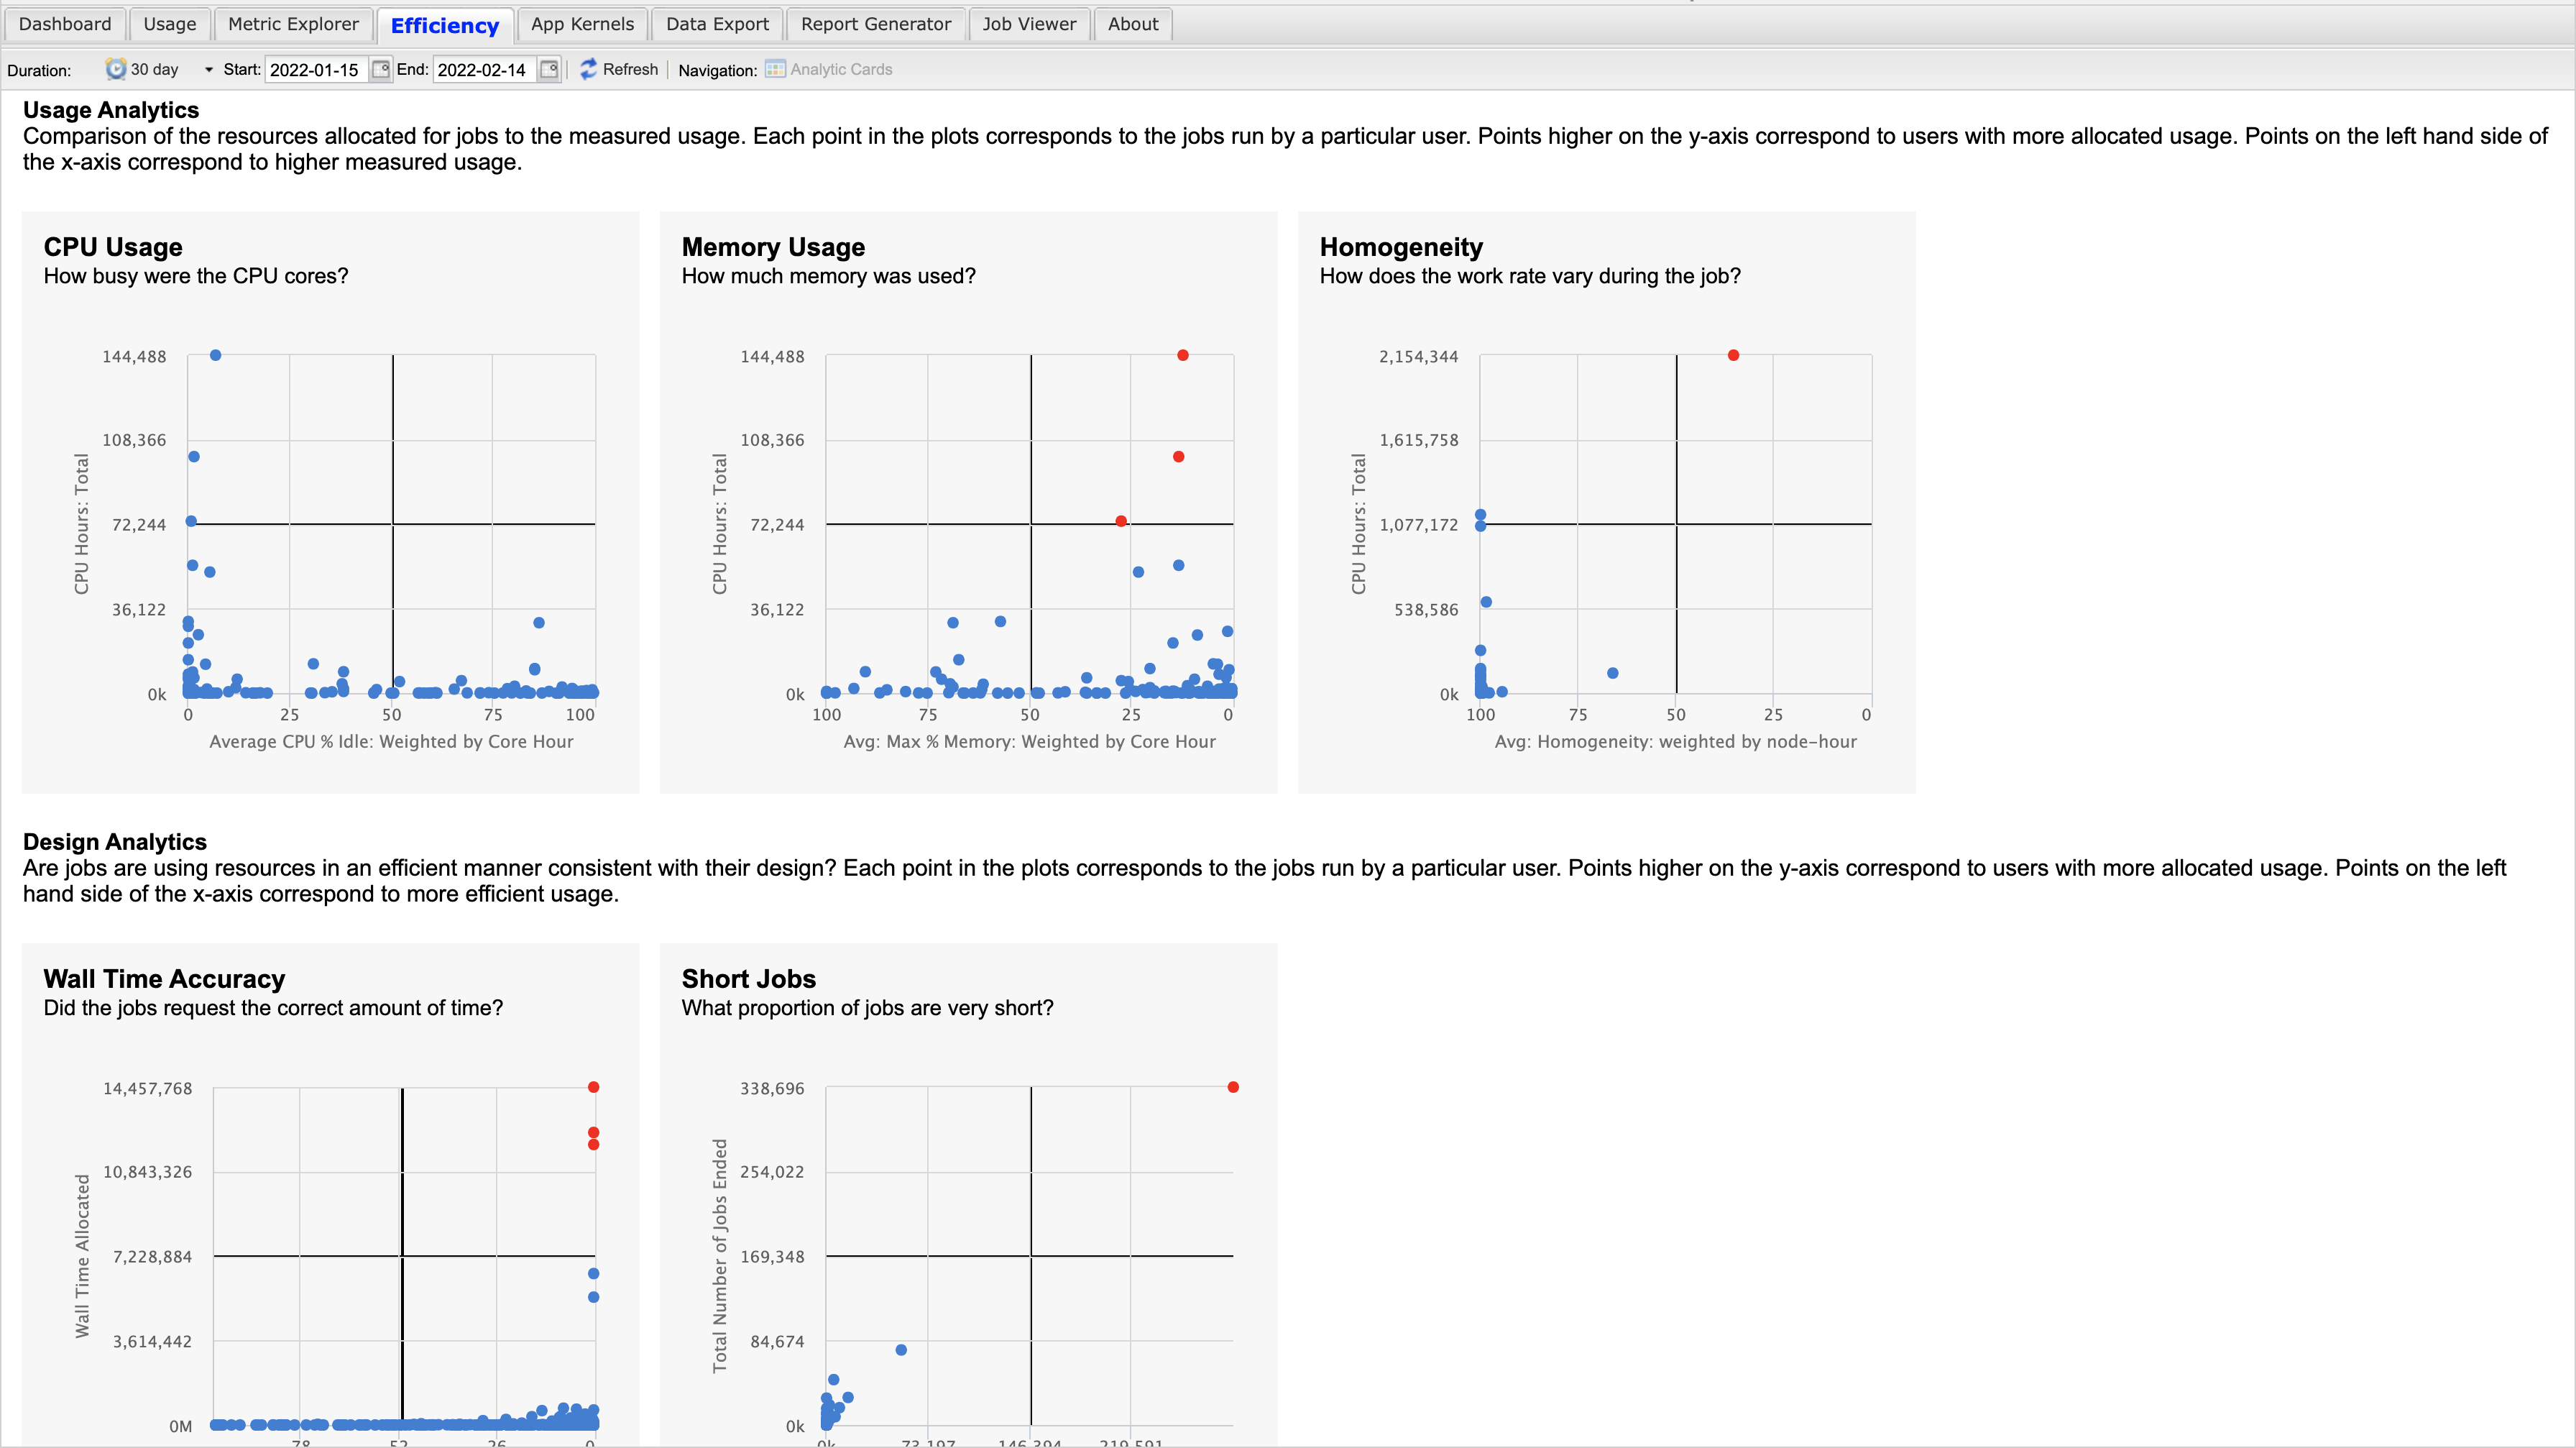 Dashboard Usage Metric Explorer Efficiency App Kernels Data Export Report Generator Job Viewer About
Duration: 30 day Start: 2022-01-15 End: 2022-02-14 Refresh Navigation: Analytic Cards
Usage Analytics
Comparison of the resources allocated for jobs to the measured usage. Each point in the plots corresponds to the jobs run by a particular user. Points higher on the y-axis correspond to users with more allocated usage. Points on the left hand side of
the x-axis correspond to higher measured usage.
CPU Usage
How busy were the CPU cores?
CPU Hours: Total
144,488
108,366
72,244
36,122
0k
0 25 50 75 100
Average CPU % Idle: Weighted by Core Hour
Memory Usage
How much memory was used?
CPU Hours: Total
144,488
108,366
72,244
36,122
0k
100 75 50 25 0
Avg: Max % Memory: Weighted by Core Hour
Homogeneity
How does the work rate vary during the job?
CPU Hours: Total
2,154,344
1,615,758
1,077,172
538,586
0k
100 75 50 25 0
Avg: Homogeneity: weighted by node-hour
Design Analytics
Are jobs are using resources in an efficient manner consistent with their design? Each point in the plots corresponds to the jobs run by a particular user. Points higher on the y-axis correspond to users with more allocated usage. Points on the left
hand side of the x-axis correspond to more efficient usage.
Wall Time Accuracy
Did the jobs request the correct amount of time?
Wall Time Allocated
14,457,768
10,843,326
7,228,884
3,614,442
0M
78 52 26 0
Short Jobs
What proportion of jobs are very short?
Total Number of Jobs Ended
338,696
254,022
169,348
84,674
0k
0k 73,197 146,394 219,591